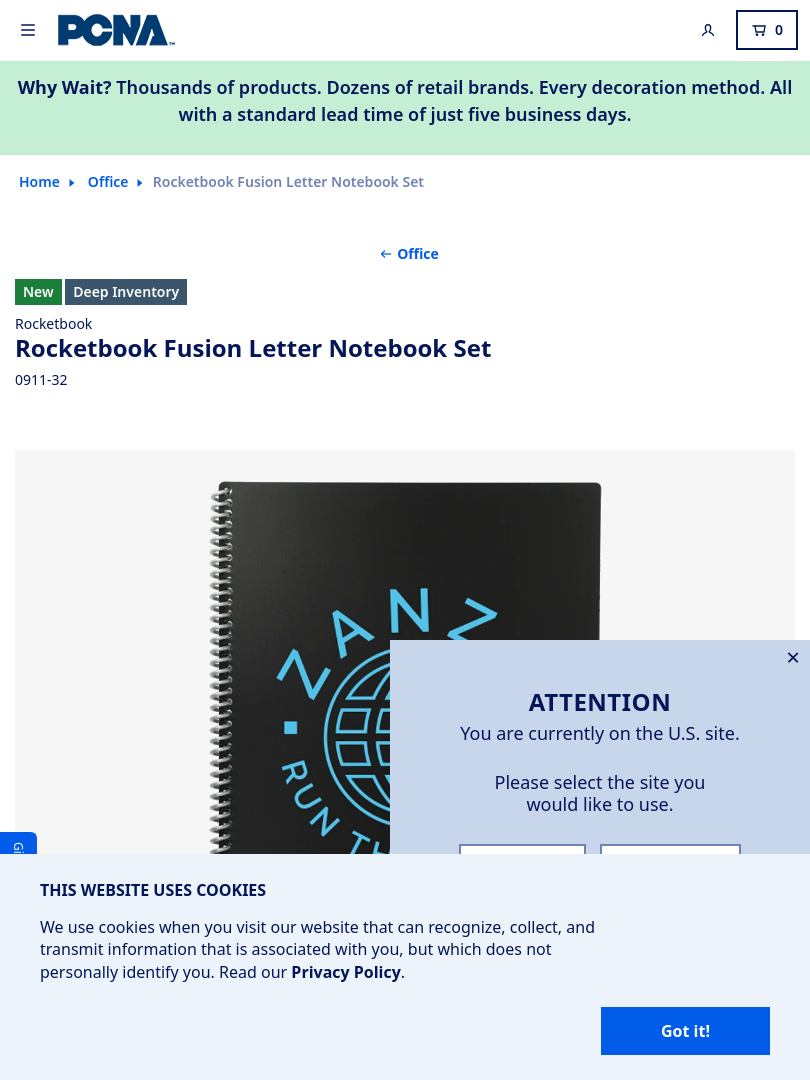 PCNA
0
Why Wait? Thousands of products. Dozens of retail brands. Every decoration method. All
with a standard lead time of just five business days.
Home Office Rocketbook Fusion Letter Notebook Set
← Office
New Deep Inventory
Rocketbook
Rocketbook Fusion Letter Notebook Set
0911-32
ZANZ
RUN TH
×
ATTENTION
You are currently on the U.S. site.
Please select the site you
would like to use.
THIS WEBSITE USES COOKIES
We use cookies when you visit our website that can recognize, collect, and
transmit information that is associated with you, but which does not
personally identify you. Read our Privacy Policy.
Got it!